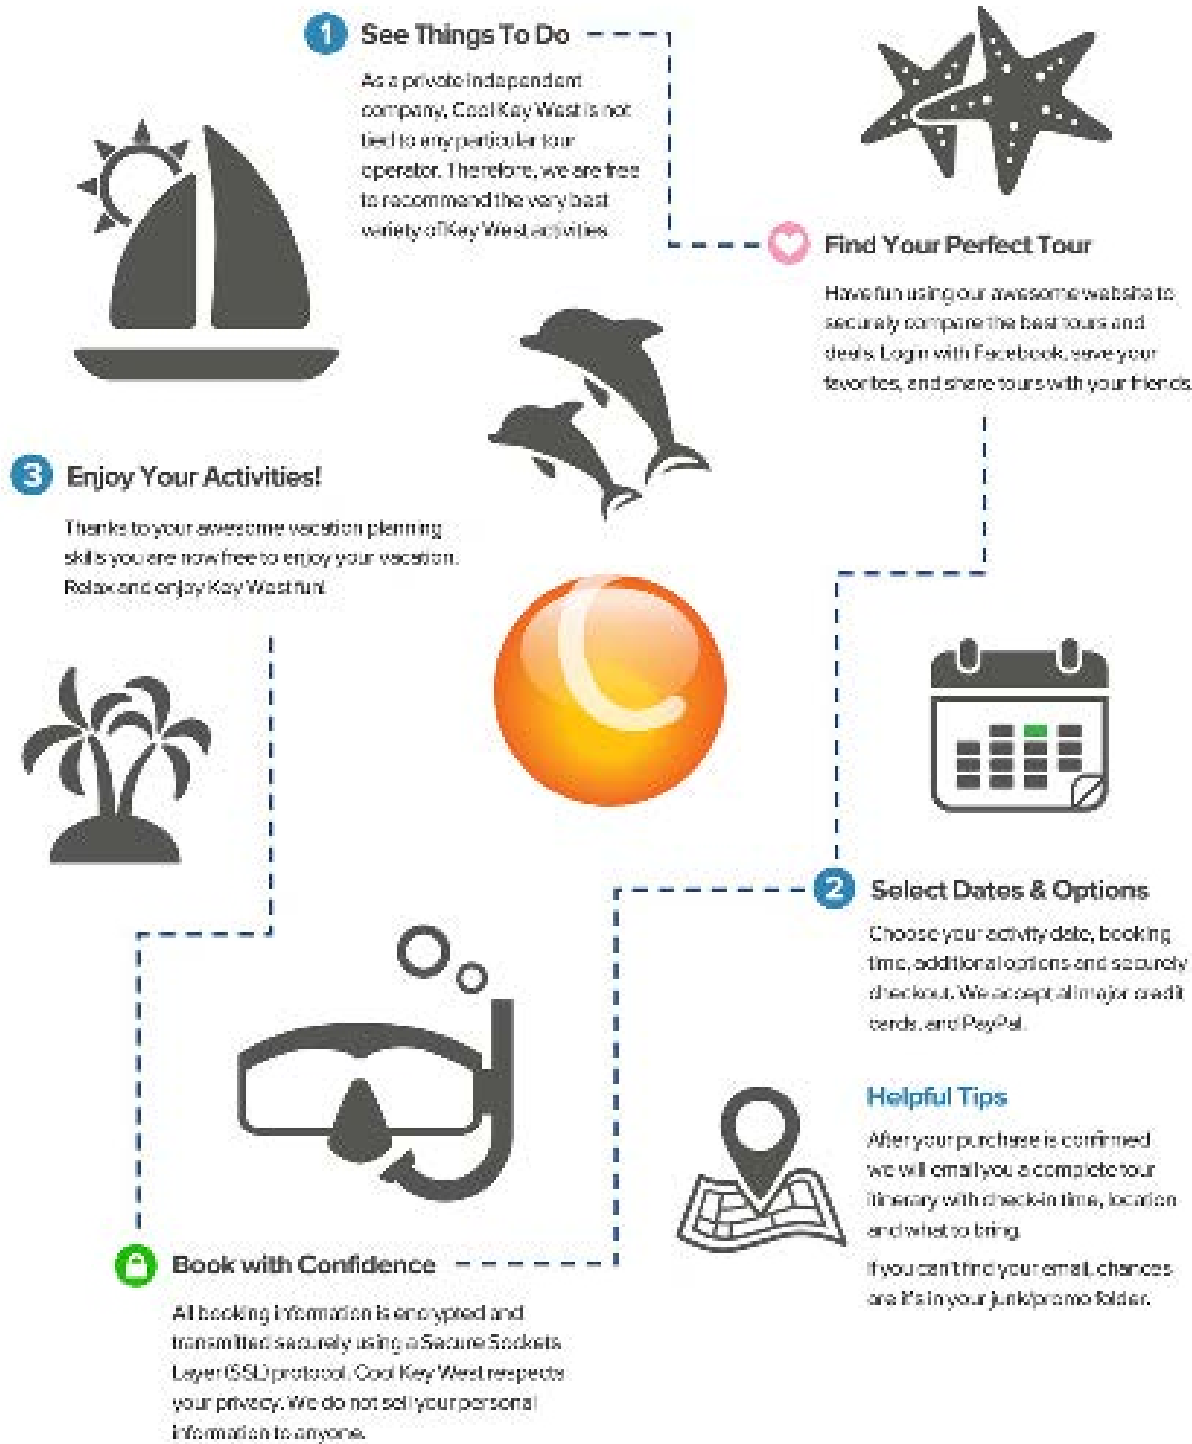 1 See Things To Do
As a private independent
company, Cool Key West is not
tied to any particular tour
operator. Therefore, we are free
to recommend the very best
variety of Key West activities.
Find Your Perfect Tour
Have fun using our awesome website to
securely compare the best tours and
deals. Login with Facebook, save your
favorites, and share tours with your friends.
2 Select Dates & Options
Choose your activity date, booking
time, additional options and securely
checkout. We accept all major credit
cards, and PayPal.
Helpful Tips
After your purchase is confirmed
we will email you a complete tour
itinerary with check-in time, location
and what to bring.
If you can't find your email, chances
are it's in your junk/promo folder.
Book with Confidence
All booking information is encrypted and
transmitted securely using a Secure Sockets
Layer (SSL) protocol. Cool Key West respects
your privacy. We do not sell your personal
information to anyone.
3 Enjoy Your Activities!
Thanks to your awesome vacation planning
skills you are now free to enjoy your vacation.
Relax and enjoy Key West fun!